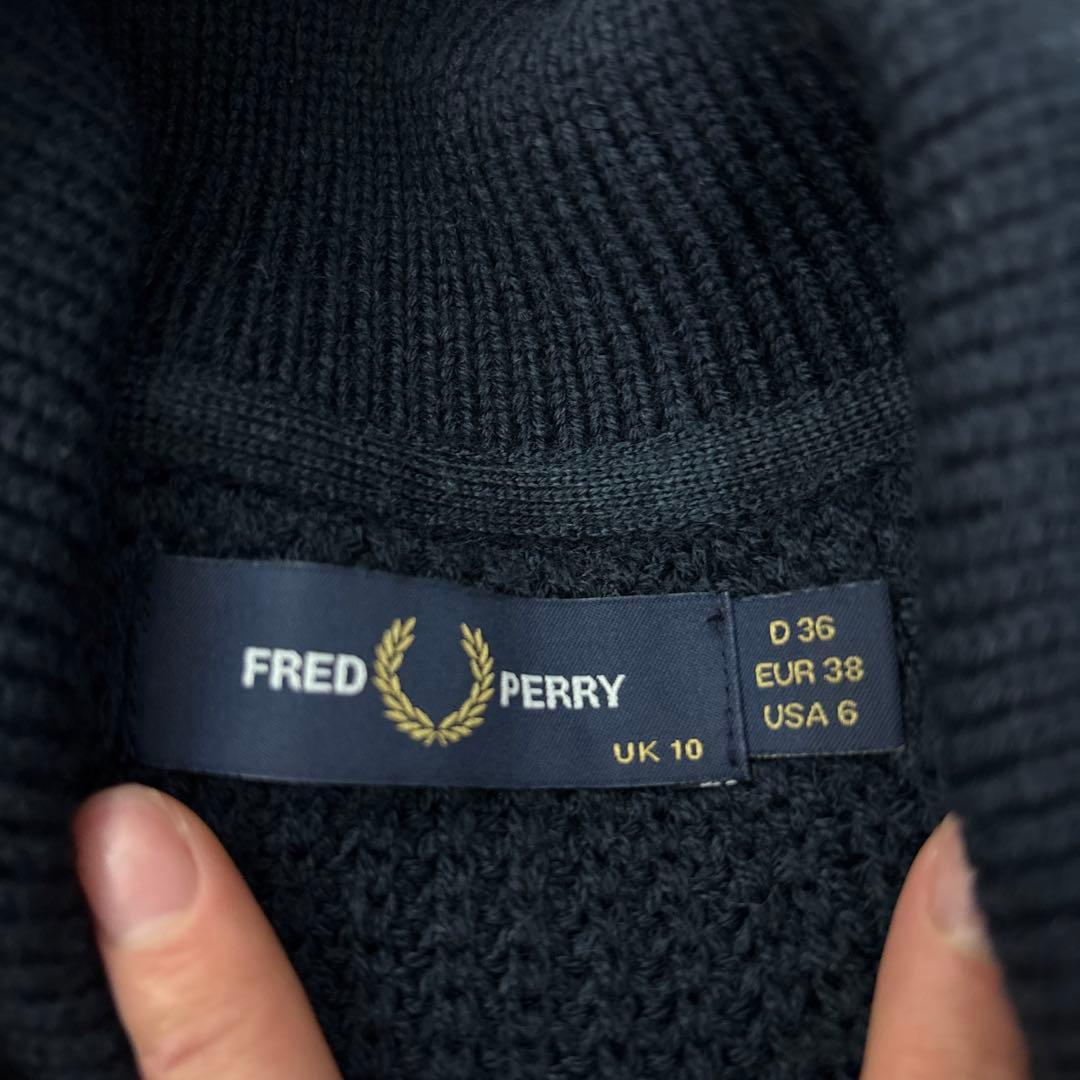 FRED PERRY
UK 10
D 36
EUR 38
USA 6